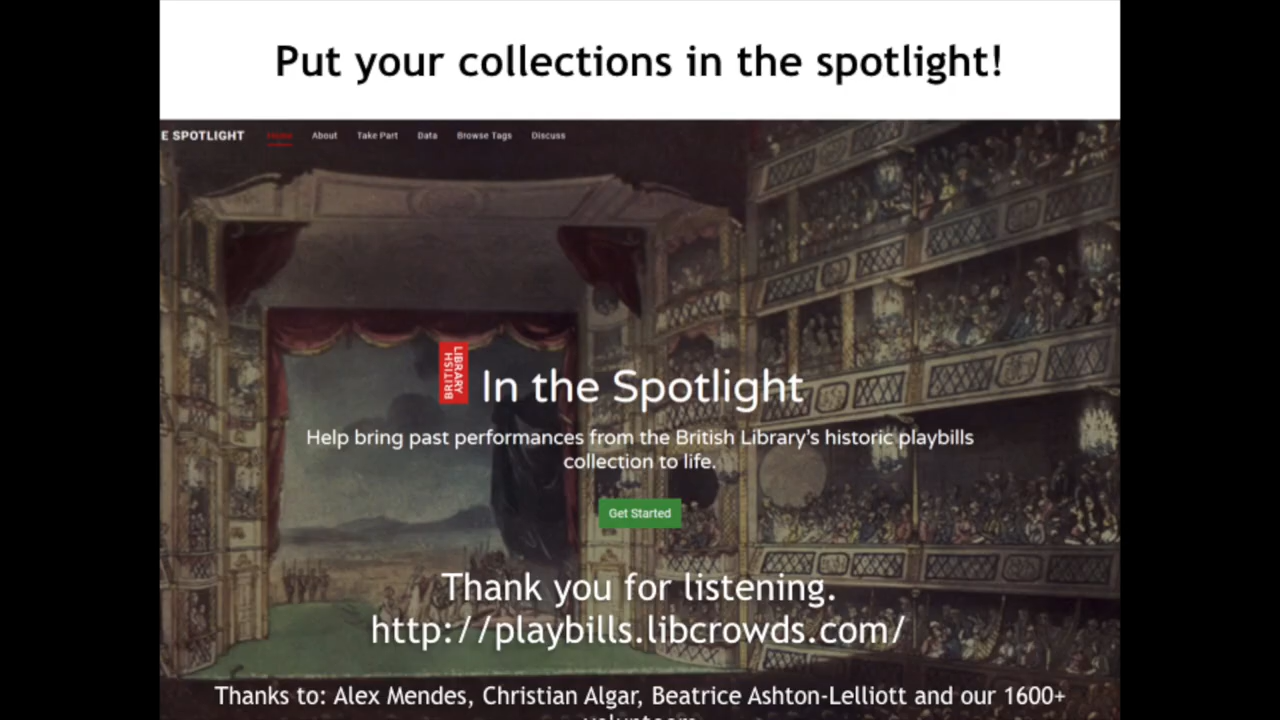 Put your collections in the spotlight!
E SPOTLIGHT Home About Take Part Data Browse Tags Discuss
LIBRARY
BRITISH
In the Spotlight
Help bring past performances from the British Library's historic playbills
collection to life.
Get Started
Thank you for listening.
http://playbills.libcrowds.com/
Thanks to: Alex Mendes, Christian Algar, Beatrice Ashton-Lelliott and our 1600+